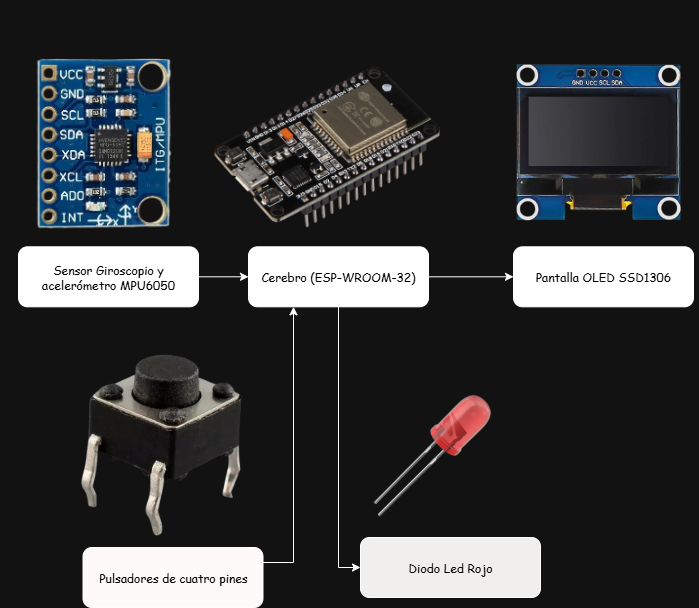 VCC
GND
SCL
SDA
XDA
XCL
ADO
INT
ITG/MPU
GND VCC SCL SDA
Sensor Giroscopio y
acelerómetro MPU6050
Cerebro (ESP-WROOM-32)
Pantalla OLED SSD1306
Pulsadores de cuatro pines
Diodo Led Rojo